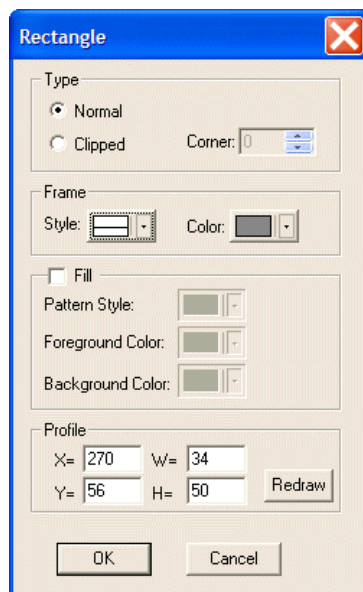 Rectangle
Type
Normal
Clipped Corner: 0
Frame
Style: Color:
Fill
Pattern Style:
Foreground Color:
Background Color:
Profile
X= 270 W= 34
Y= 56 H= 50
Redraw
OK Cancel